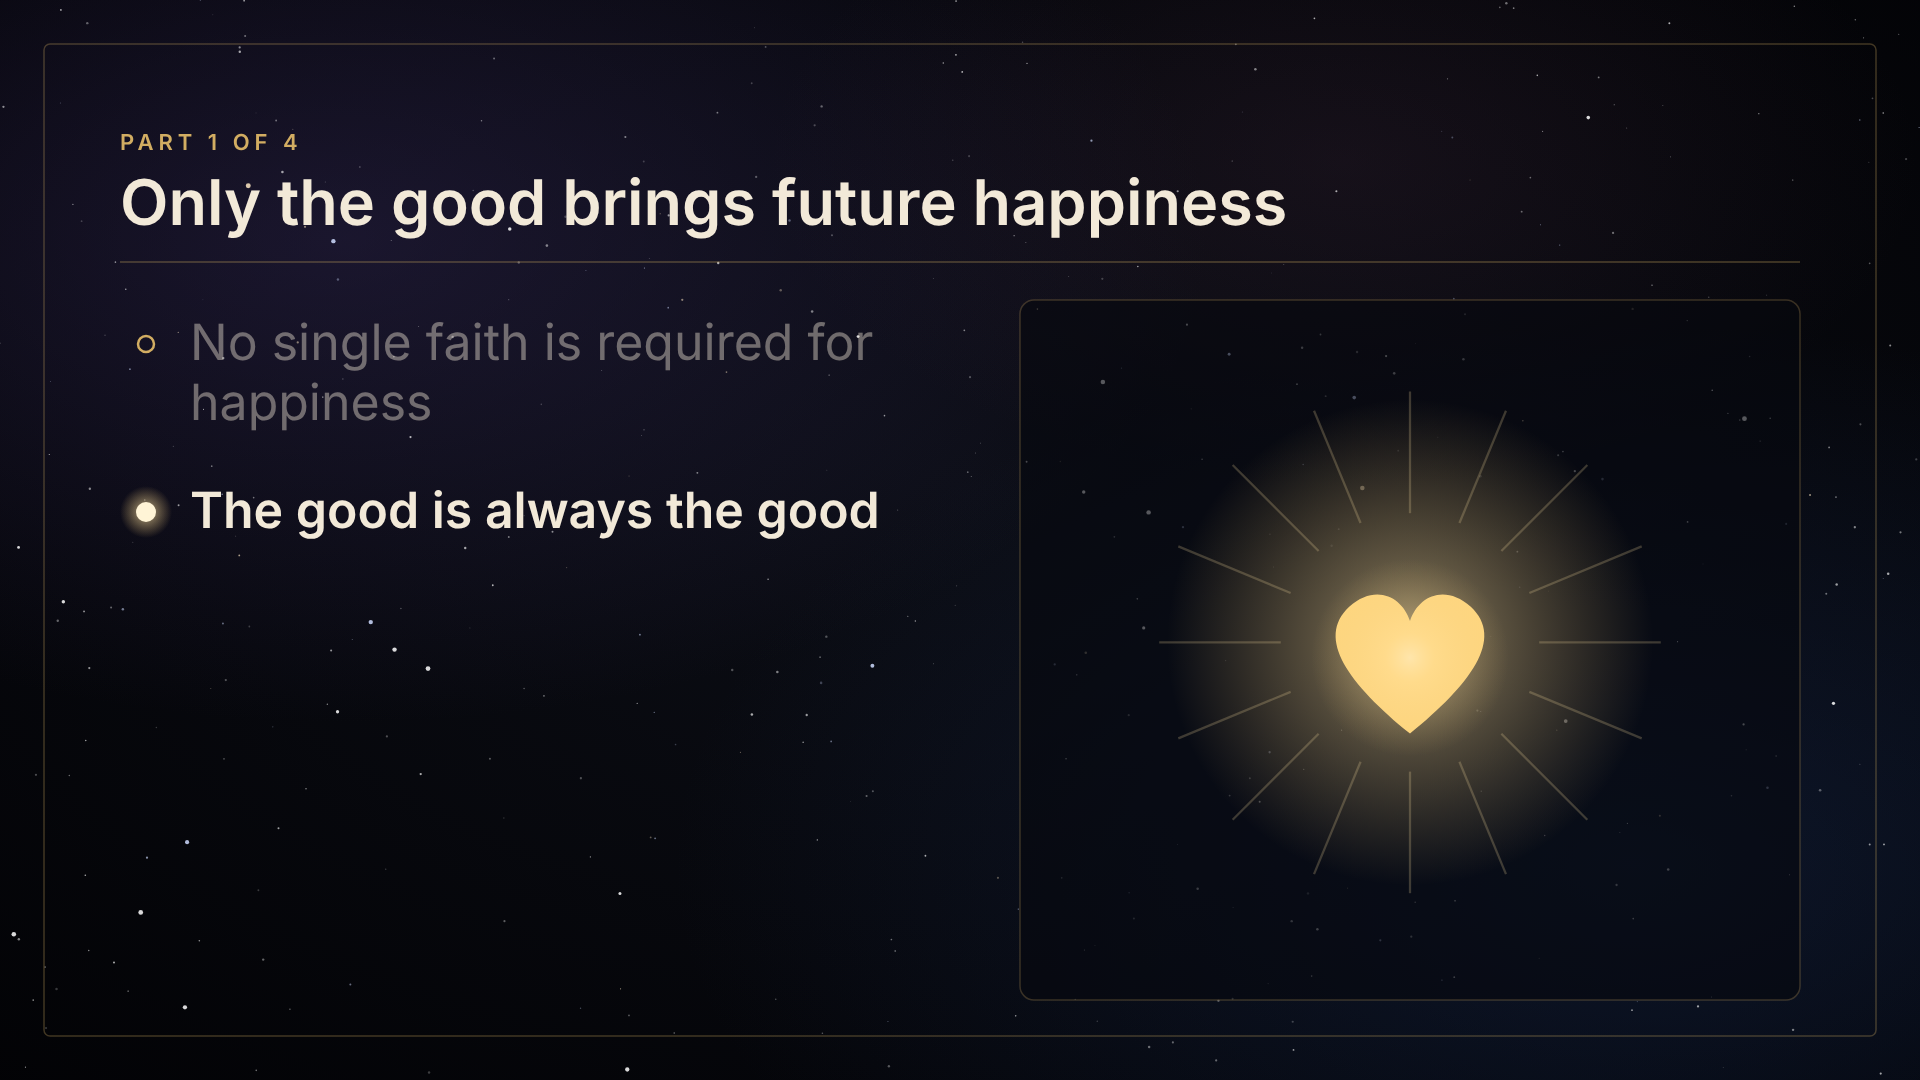 PART 1 OF 4
Only the good brings future happiness
No single faith is required for
happiness
The good is always the good